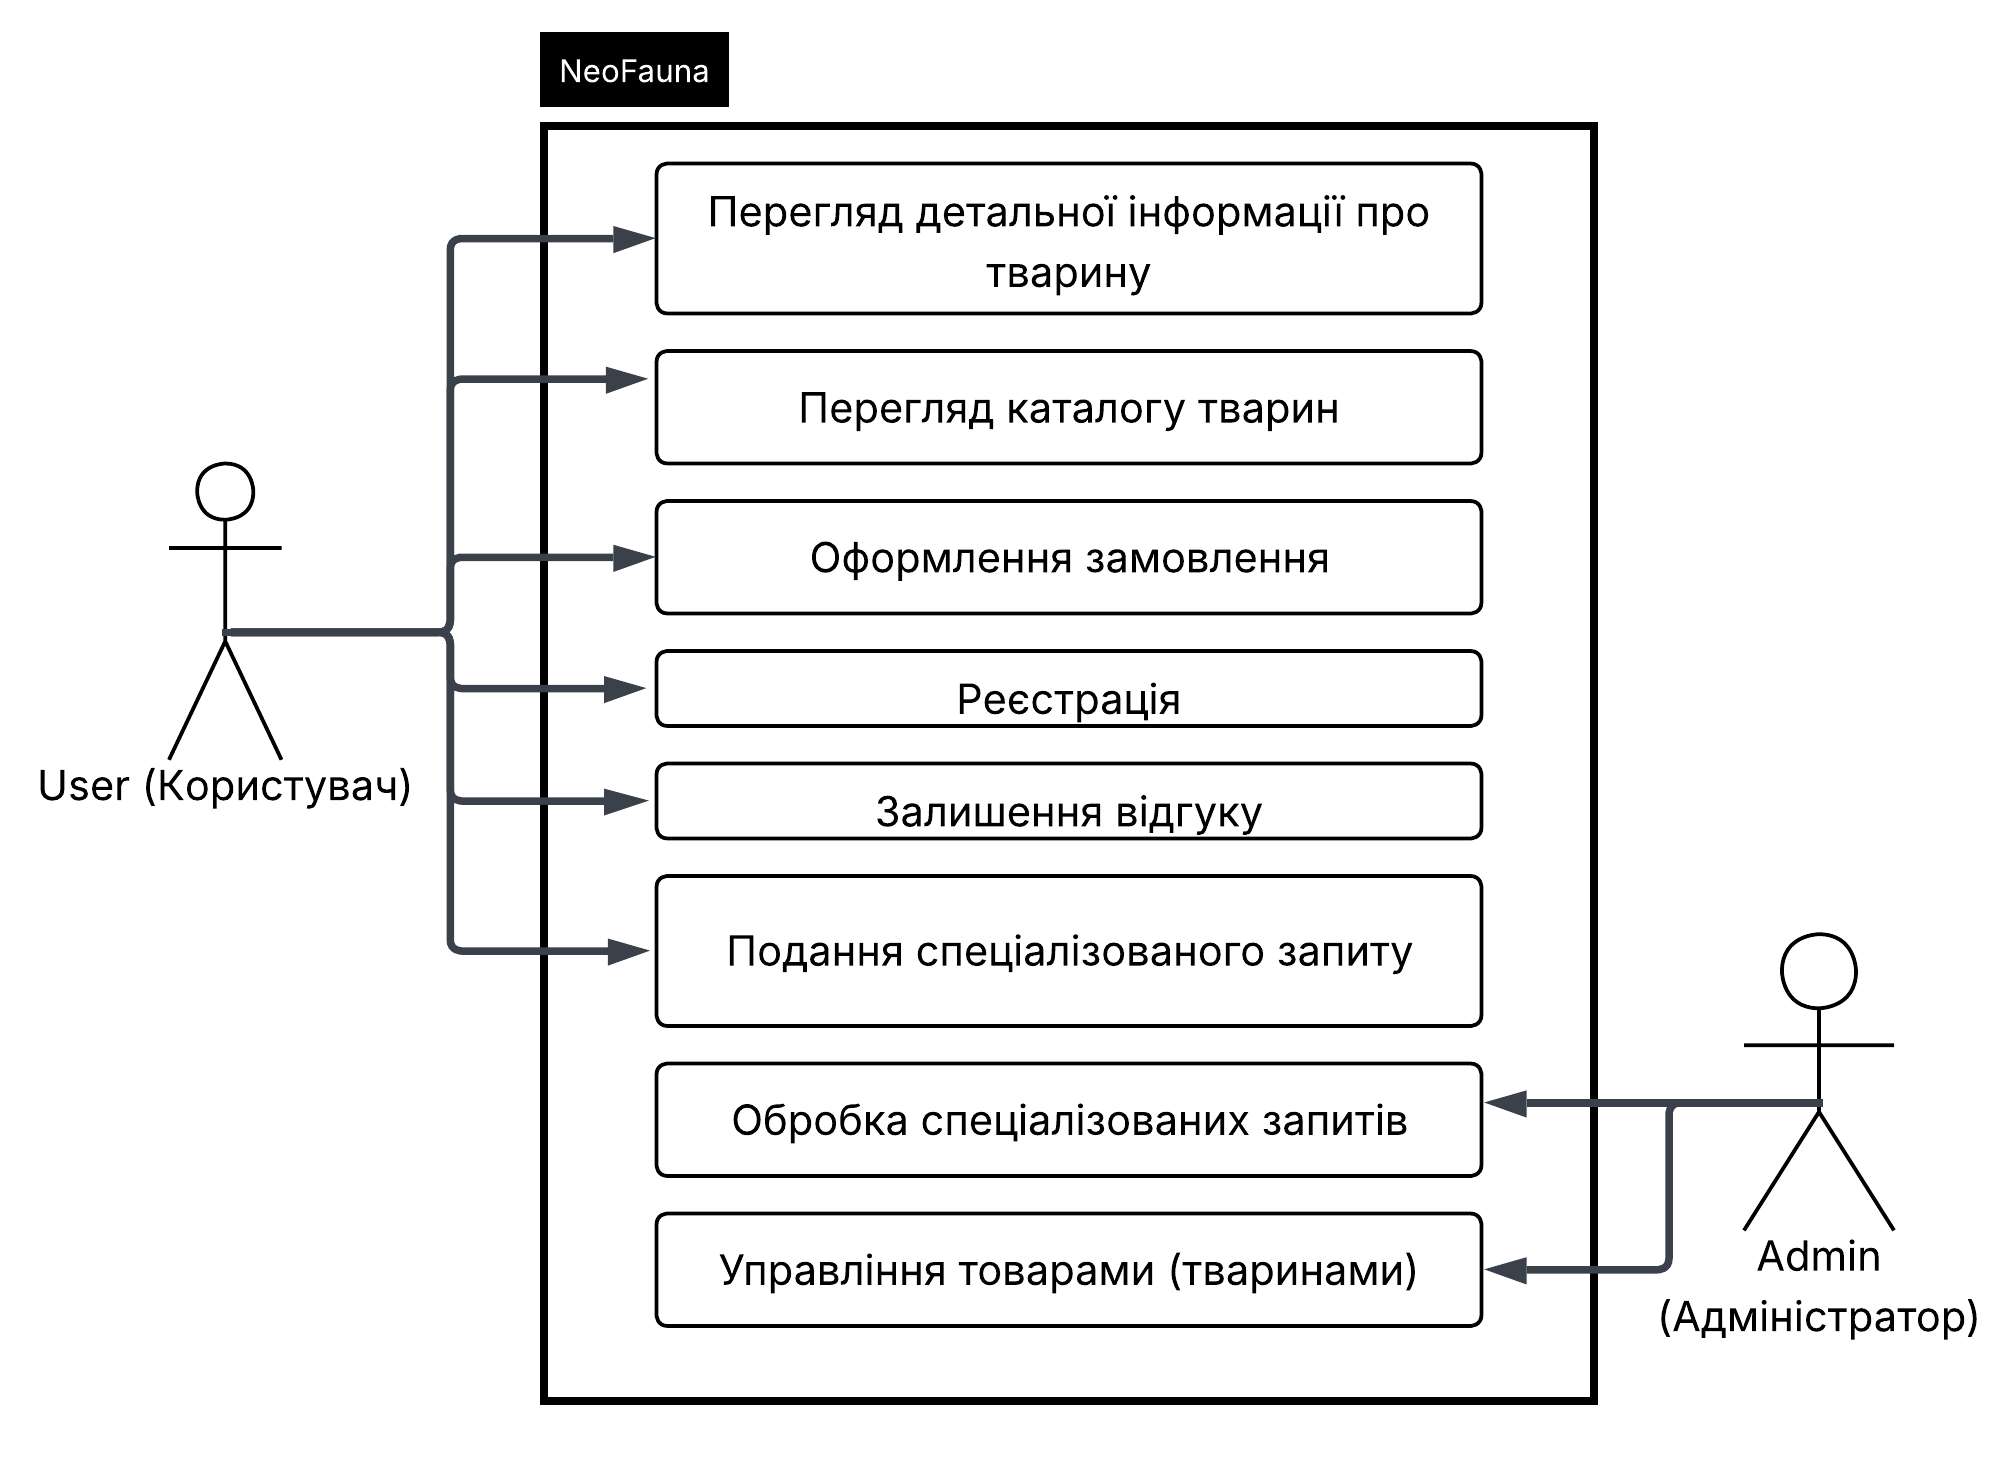 NeoFauna
Перегляд детальної інформації про
тварину
Перегляд каталогу тварин
Оформлення замовлення
Реєстрація
User (Користувач)
Залишення відгуку
Подання спеціалізованого запиту
Обробка спеціалізованих запитів
Управління товарами (тваринами)
Admin
(Адміністратор)